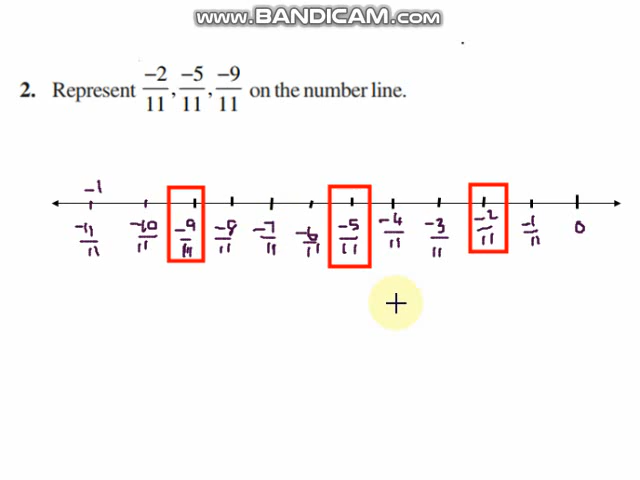 www.BANDICAM.com
2. Represent -2/11, -5/11, -9/11 on the number line.
-1
-11/11 -10/11 -9/11 -8/11 -7/11 -6/11 -5/11 -4/11 -3/11 -2/11 -1/11 0